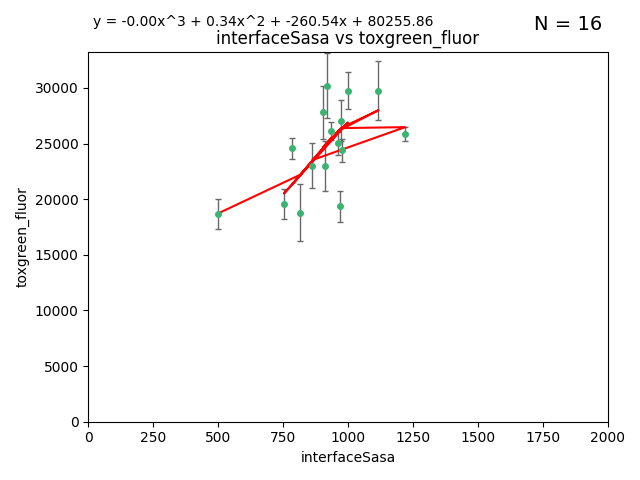 y = -0.00x^3 + 0.34x^2 + -260.54x + 80255.86
N = 16
interfaceSasa vs toxgreen_fluor
30000
25000
20000
15000
10000
5000
0
toxgreen_fluor
0 250 500 750 1000 1250 1500 1750 2000
interfaceSasa